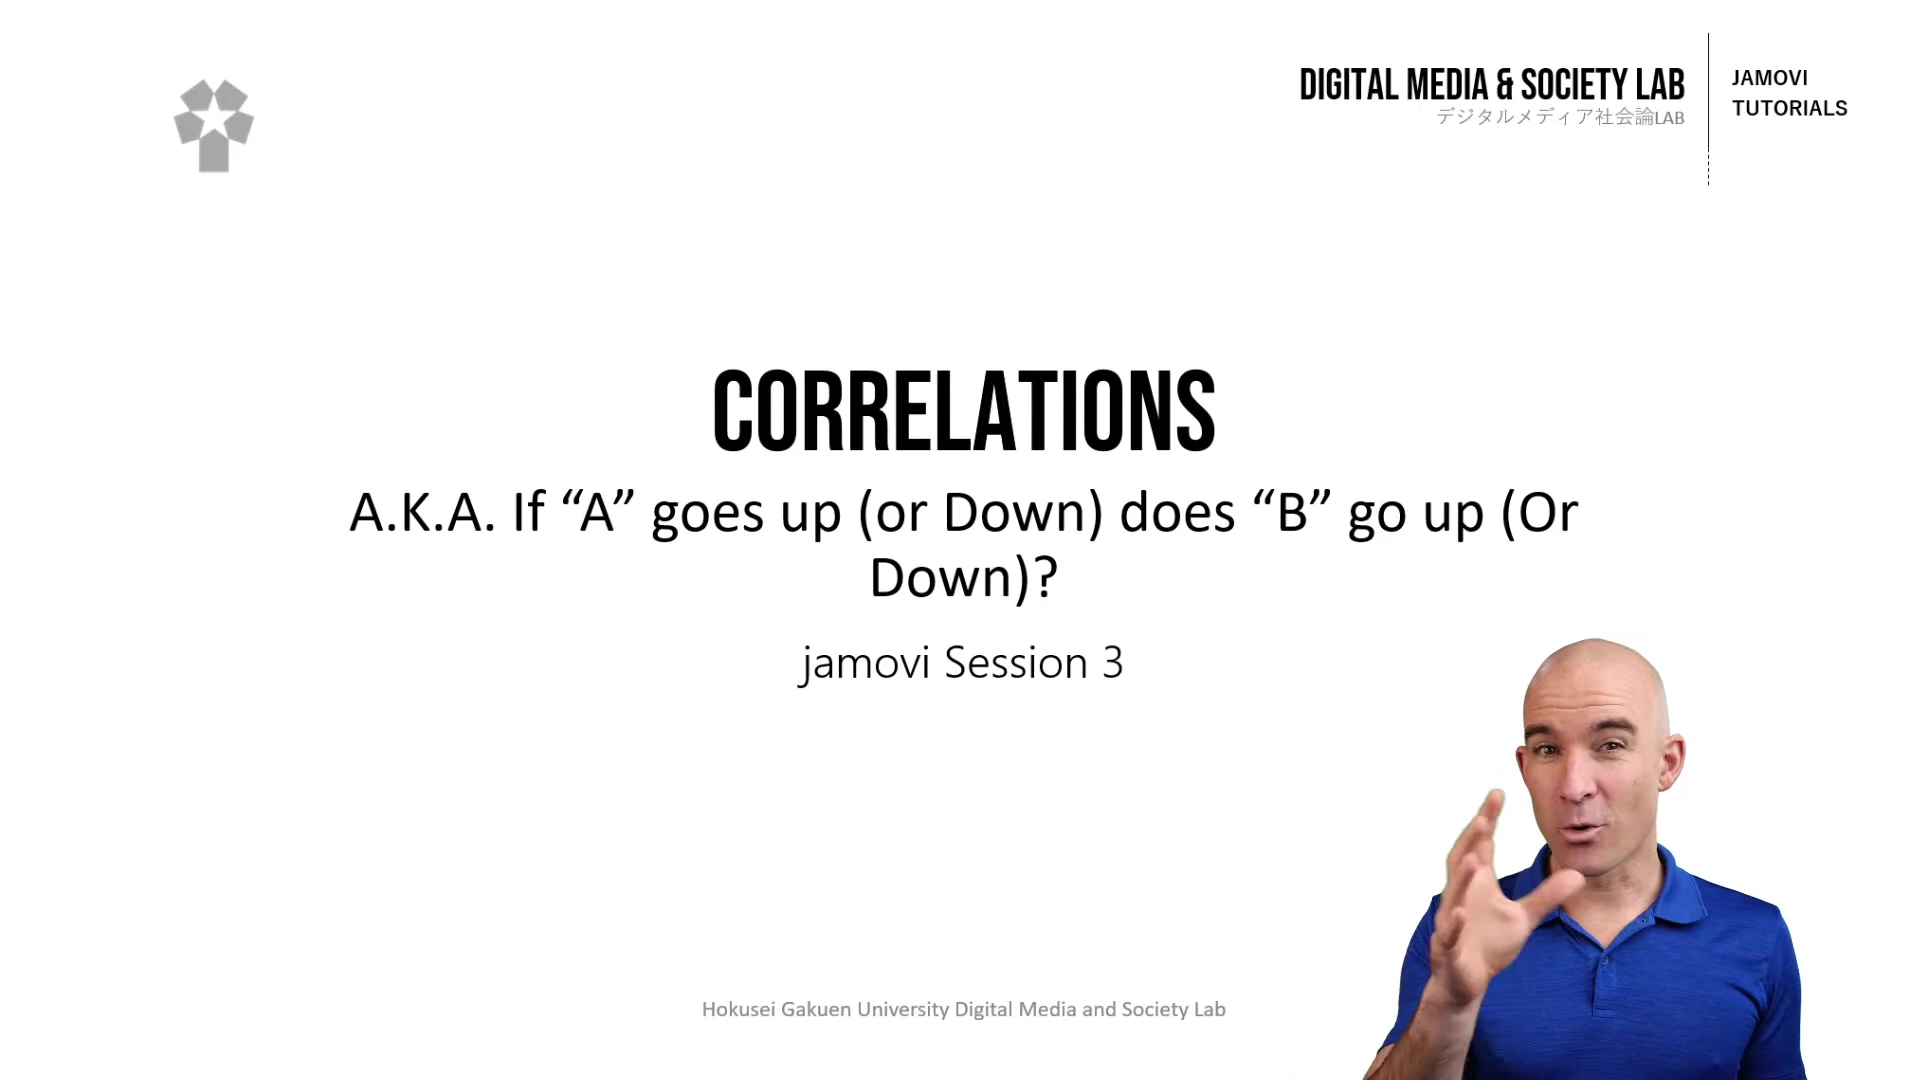 DIGITAL MEDIA & SOCIETY LAB
デジタルメディア社会論LAB
JAMOVI
TUTORIALS
CORRELATIONS
A.K.A. If “A” goes up (or Down) does “B” go up (Or
Down)?
jamovi Session 3
Hokusei Gakuen University Digital Media and Society Lab